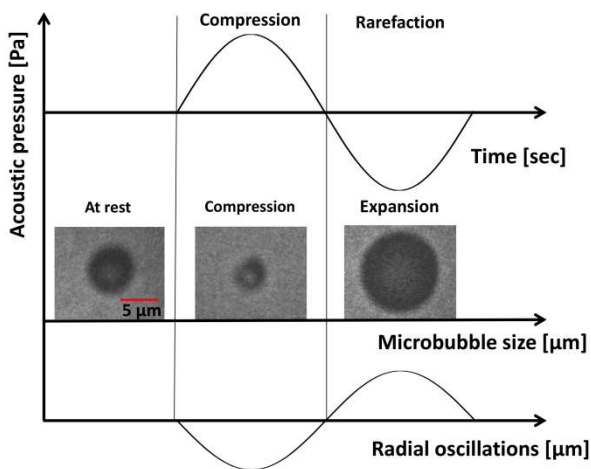 Compression
Rarefaction
Acoustic pressure [Pa]
Time [sec]
At rest
Compression
Expansion
5 µm
Microbubble size [µm]
Radial oscillations [µm]